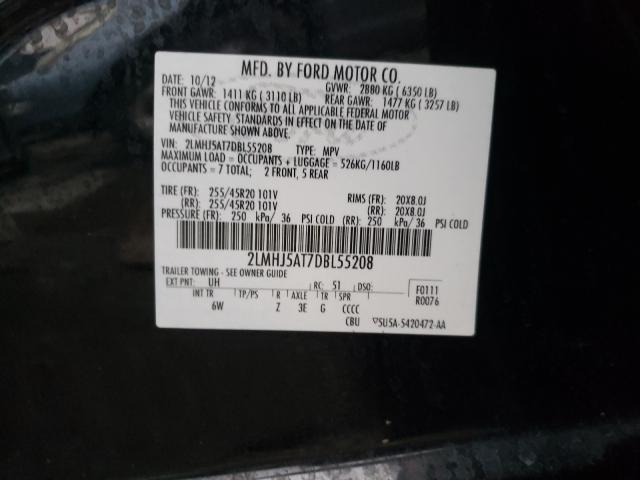 MFD. BY FORD MOTOR CO.
DATE: 10/12 GVWR: 2880 KG ( 6350 LB)
FRONT GAWR: 1411 KG ( 3110 LB) REAR GAWR: 1477 KG ( 3257 LB)
THIS VEHICLE CONFORMS TO ALL APPLICABLE FEDERAL MOTOR
VEHICLE SAFETY STANDARDS IN EFFECT ON THE DATE OF
MANUFACTURE SHOWN ABOVE.
VIN: 2LMHJ5AT7DBL55208 TYPE: MPV
MAXIMUM LOAD = OCCUPANTS + LUGGAGE = 526KG/1160LB
OCCUPANTS = 7 TOTAL; 2 FRONT, 5 REAR
TIRE (FR): 255/45R20 101V RIMS (FR): 20X8.0J
(RR): 255/45R20 101V (RR): 20X8.0J
PRESSURE (FR): 250 kPa/ 36 PSI COLD (RR): 250 kPa/ 36 PSI COLD
2LMHJ5AT7DBL55208
TRAILER TOWING - SEE OWNER GUIDE
EXT PNT: UH RC: 51 DSO: F0111
INT TR TP/PS R AXLE TR SPR R0076
6W Z 3E G CCCC
CBU 5U5A-5420472-AA